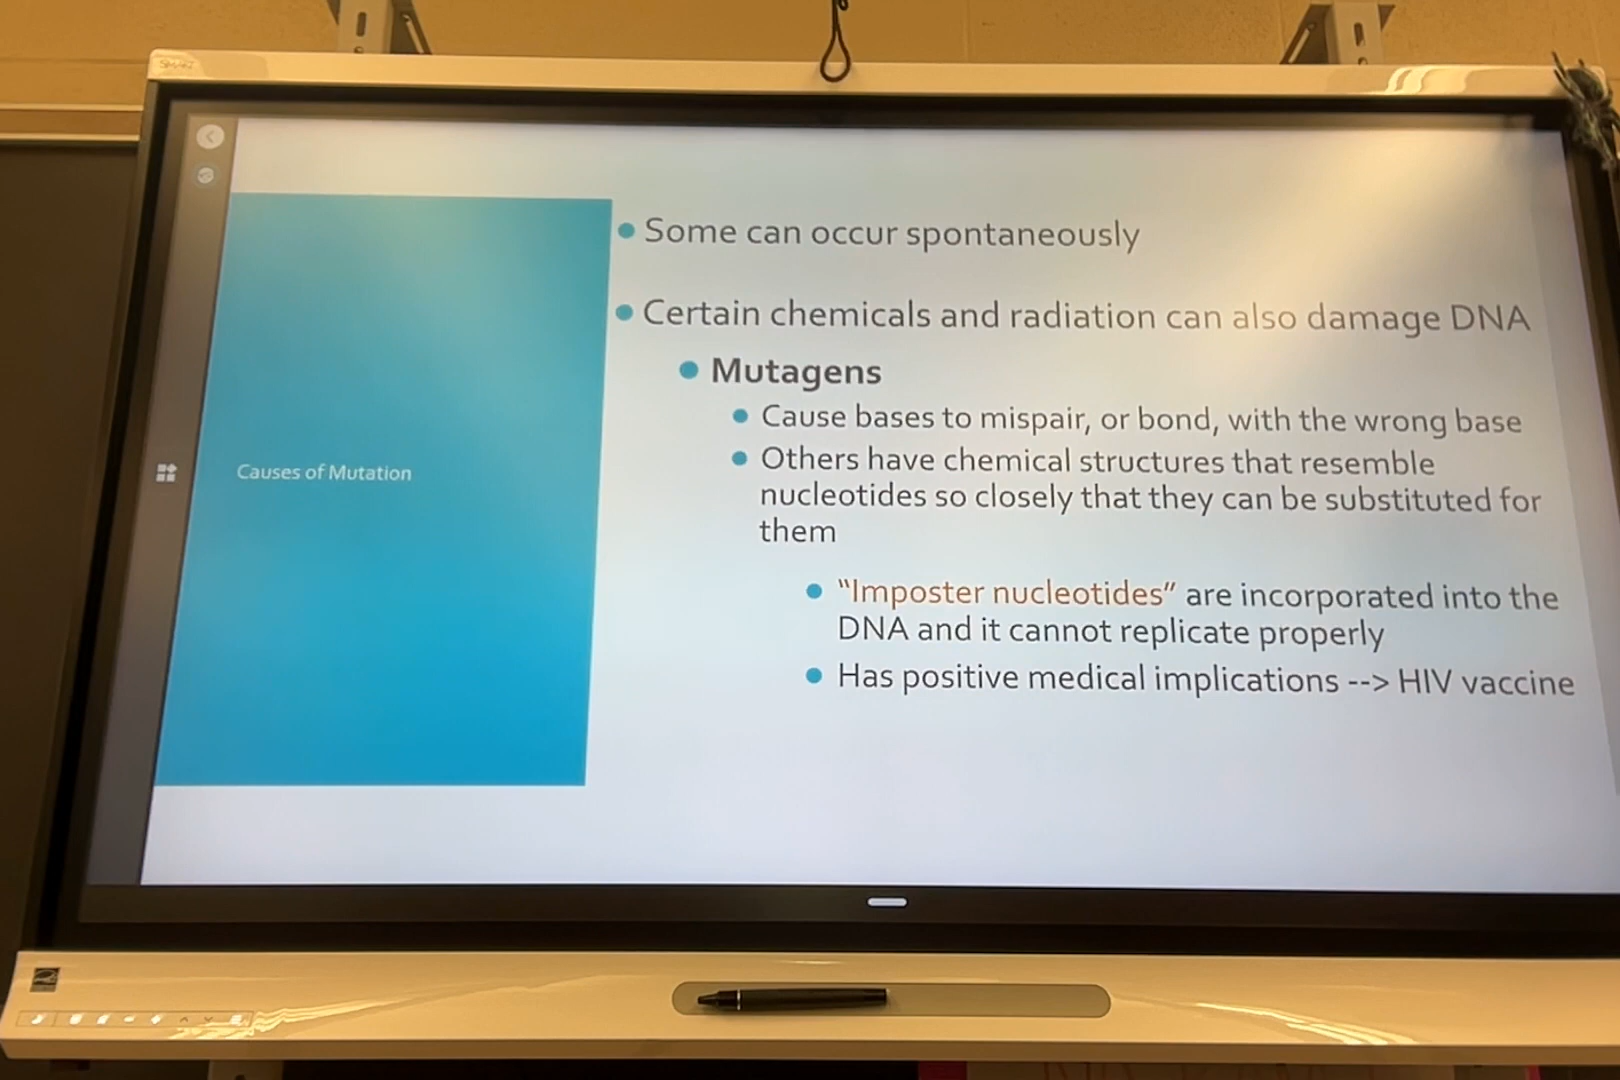 SMART
Causes of Mutation
Some can occur spontaneously
Certain chemicals and radiation can also damage DNA
Mutagens
Cause bases to mispair, or bond, with the wrong base
Others have chemical structures that resemble
nucleotides so closely that they can be substituted for
them
"Imposter nucleotides" are incorporated into the
DNA and it cannot replicate properly
Has positive medical implications --> HIV vaccine